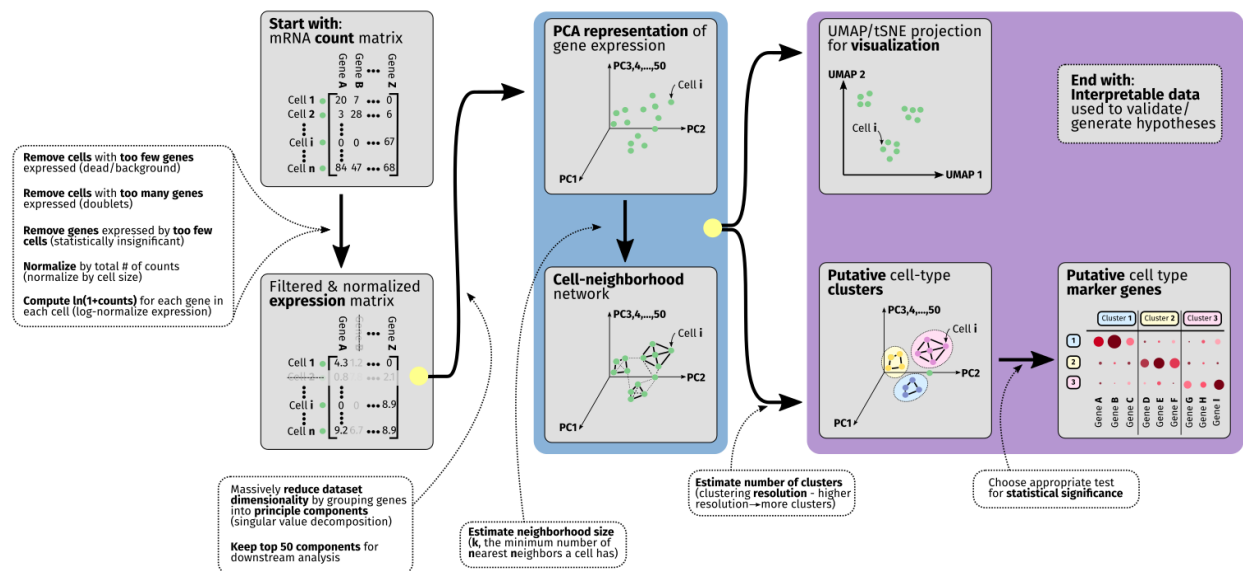 Start with:
mRNA count matrix
Gene A
Gene B
•••
Gene Z
Cell 1 20 7 ••• 0
Cell 2 3 28 ••• 6
Cell i 0 0 ••• 67
Cell n 84 47 ••• 68
Remove cells with too few genes
expressed (dead/background)
Remove cells with too many genes
expressed (doublets)
Remove genes expressed by too few
cells (statistically insignificant)
Normalize by total # of counts
(normalize by cell size)
Compute ln(1+counts) for each gene in
each cell (log-normalize expression)
Filtered & normalized
expression matrix
Gene A
Gene B
•••
Gene Z
Cell 1 4.3 1.2 ••• 0
Cell 2 0.8 ••• 2.1
Cell i 0 0 ••• 8.9
Cell n 9.2 6.7 ••• 8.9
Massively reduce dataset
dimensionality by grouping genes
into principle components
(singular value decomposition)
Keep top 50 components for
downstream analysis
PCA representation of
gene expression
PC3,4,...,50
Cell i
PC2
PC1
Cell-neighborhood
network
PC3,4,...,50
Cell i
PC2
PC1
Estimate neighborhood size
(k, the minimum number of
nearest neighbors a cell has)
UMAP/tSNE projection
for visualization
UMAP 2
Cell i
UMAP 1
End with:
Interpretable data
used to validate/
generate hypotheses
Putative cell-type
clusters
PC3,4,...,50
Cell i
PC2
PC1
Estimate number of clusters
(clustering resolution - higher
resolution→more clusters)
Putative cell type
marker genes
Cluster 1 Cluster 2 Cluster 3
1
2
3
Gene A
Gene B
Gene C
Gene D
Gene E
Gene F
Gene G
Gene H
Gene I
Choose appropriate test
for statistical significance